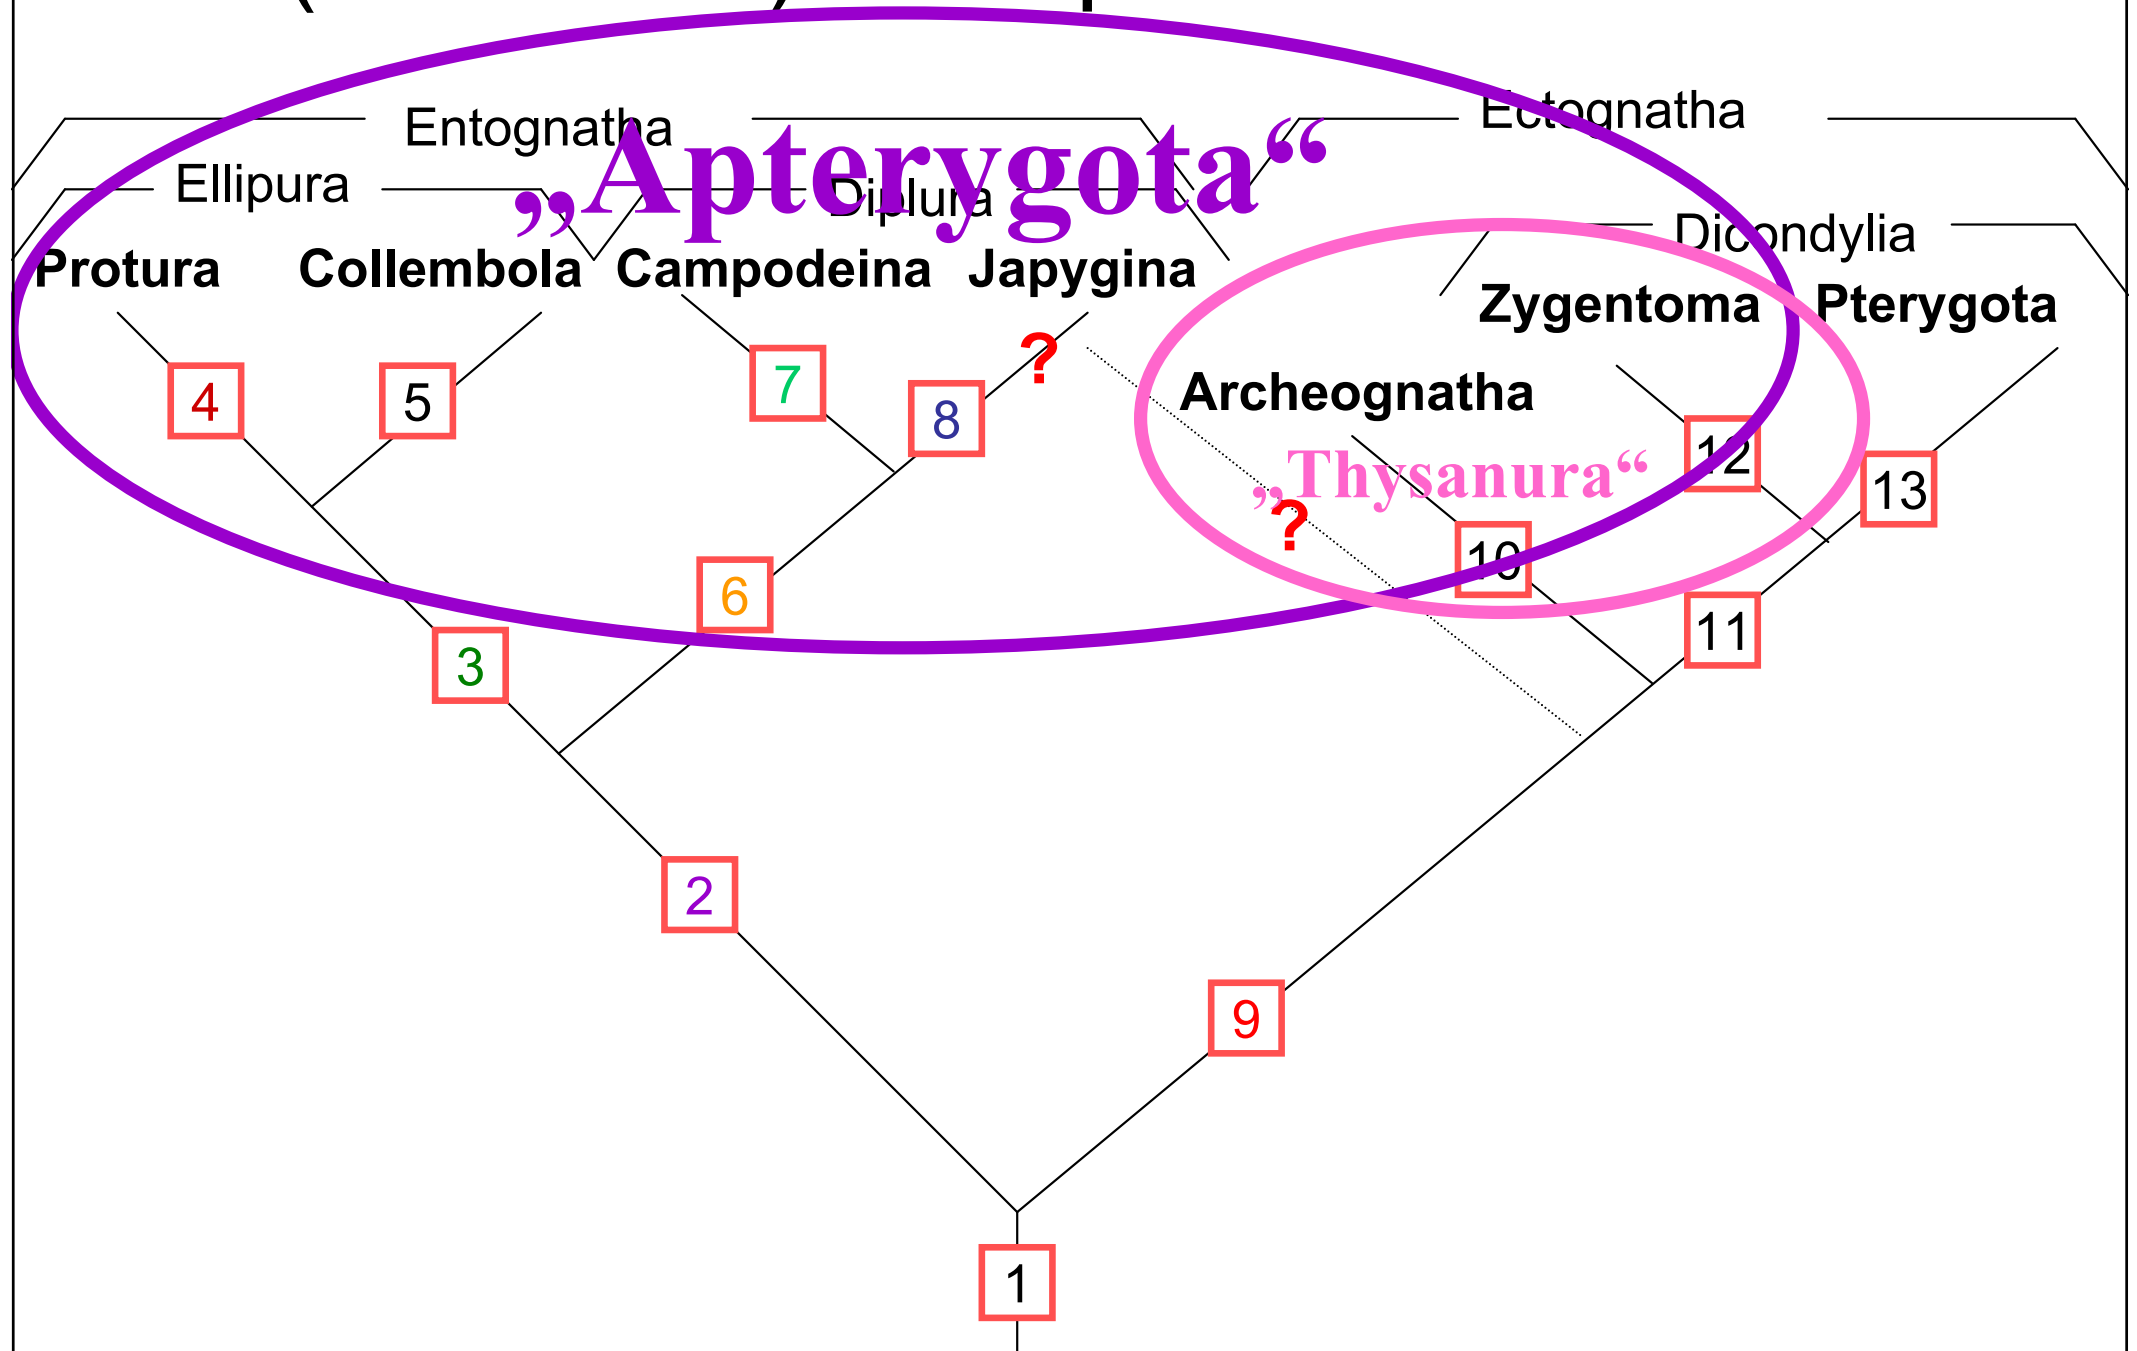 Ectognatha
Entognatha
„Apterygota“
Ellipura
Diplura
Dicondylia
Protura Collembola Campodeina Japygina
Zygentoma Pterygota
?
Archeognatha
4 5 7 8
12
„Thysanura“
13
?
10
6
11
3
2
9
1